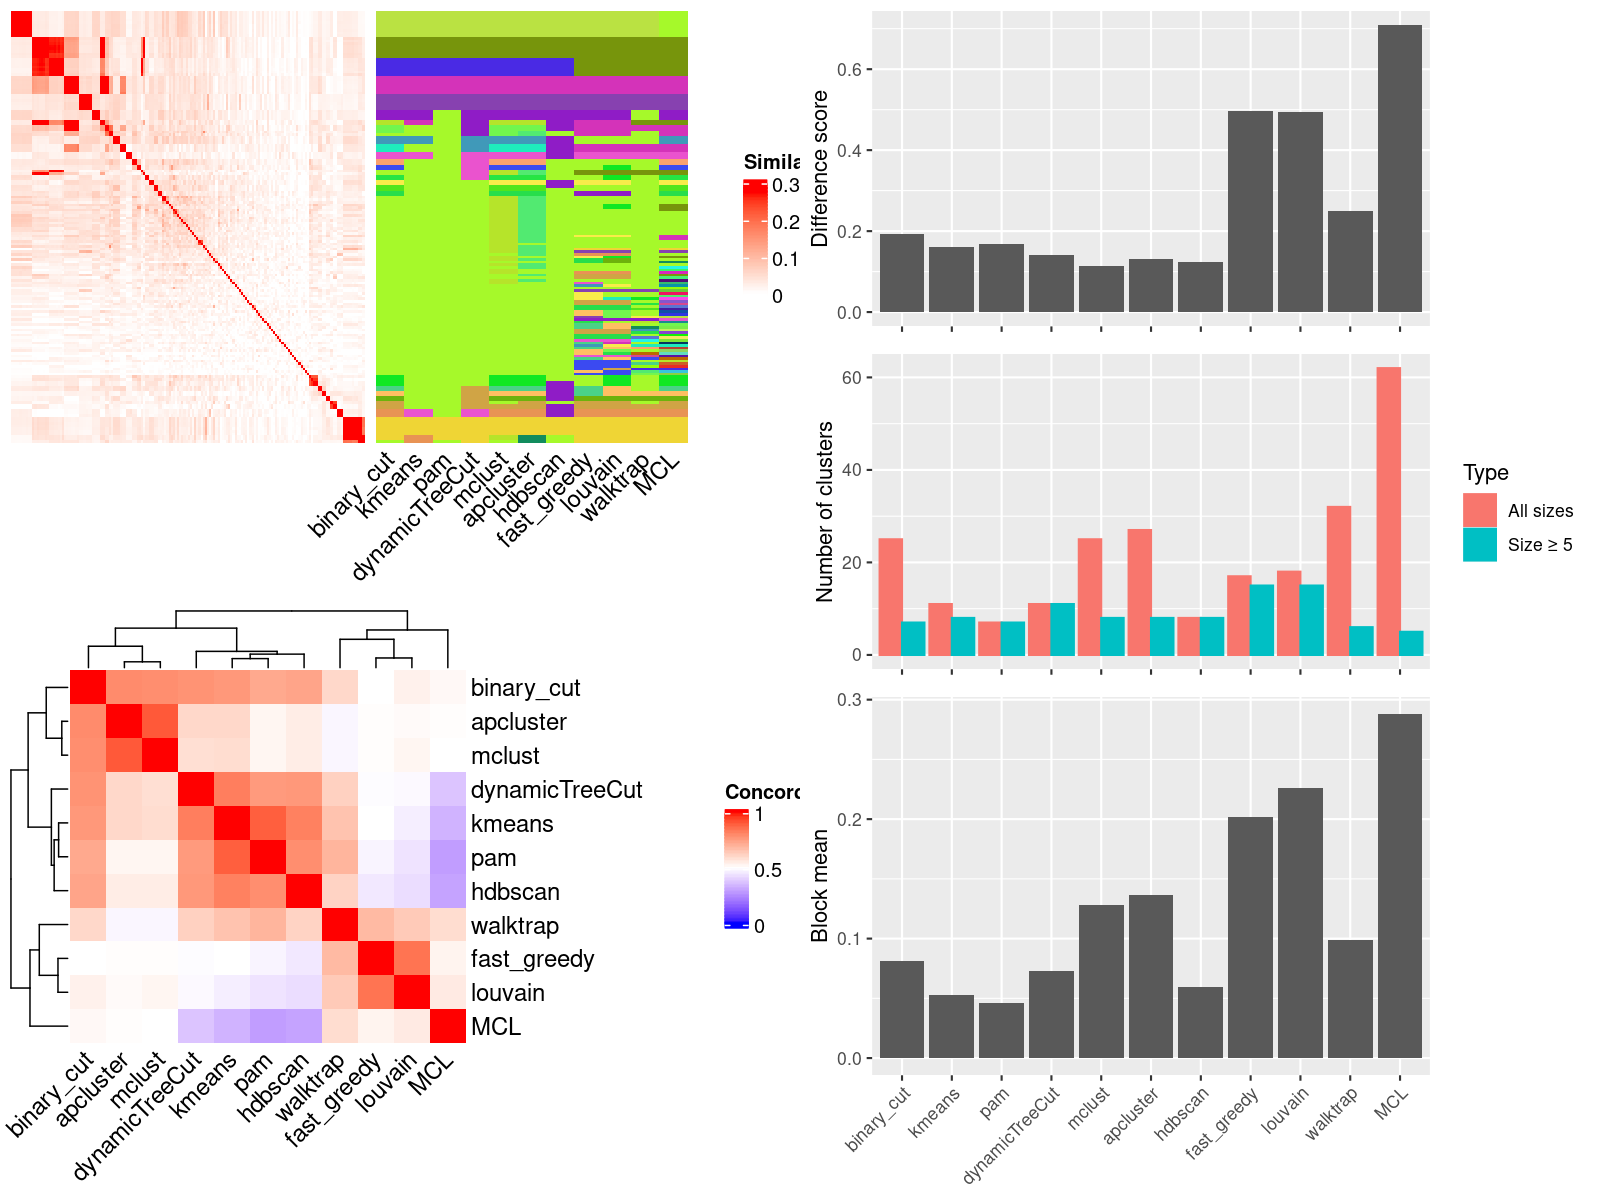 Simila
0.3
0.2
0.1
0
binary_cut
kmeans
pam
dynamicTreeCut
mclust
apcluster
hdbscan
fast_greedy
louvain
walktrap
MCL
Difference score
0.6
0.4
0.2
0.0
Number of clusters
60
40
20
0
Type
All sizes
Size ≥ 5
binary_cut
apcluster
mclust
dynamicTreeCut
kmeans
pam
hdbscan
walktrap
fast_greedy
louvain
MCL
Concord
1
0.5
0
binary_cut
apcluster
mclust
dynamicTreeCut
kmeans
pam
hdbscan
walktrap
fast_greedy
louvain
MCL
Block mean
0.3
0.2
0.1
0.0
binary_cut
kmeans
pam
dynamicTreeCut
mclust
apcluster
hdbscan
fast_greedy
louvain
walktrap
MCL